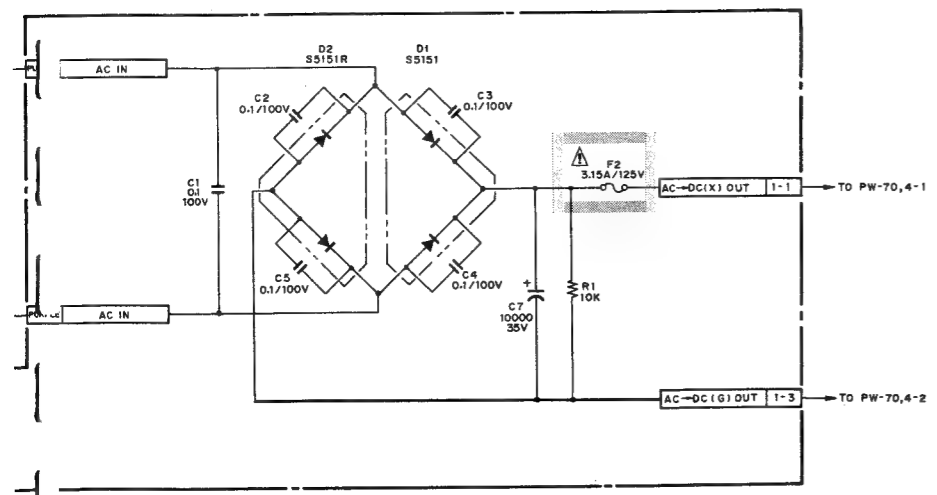 D2
S5151R
D1
S5151
AC IN
C2
0.1/100V
C3
0.1/100V
C1
0.1
100V
F2
3.15A/125V
AC→DC(X) OUT 1-1
TO PW-70,4-1
C5
0.1/100V
C4
0.1/100V
+
C7
10000
35V
R1
10K
AC IN
AC→DC(G) OUT 1-3
TO PW-70,4-2